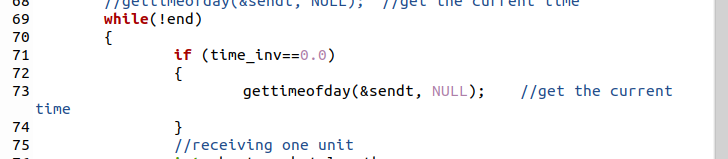 68 //gettimeofday(&sendt, NULL); //get the current time
69 while(!end)
70 {
71 if (time_inv==0.0)
72 {
73 gettimeofday(&sendt, NULL); //get the current
time
74 }
75 //receiving one unit